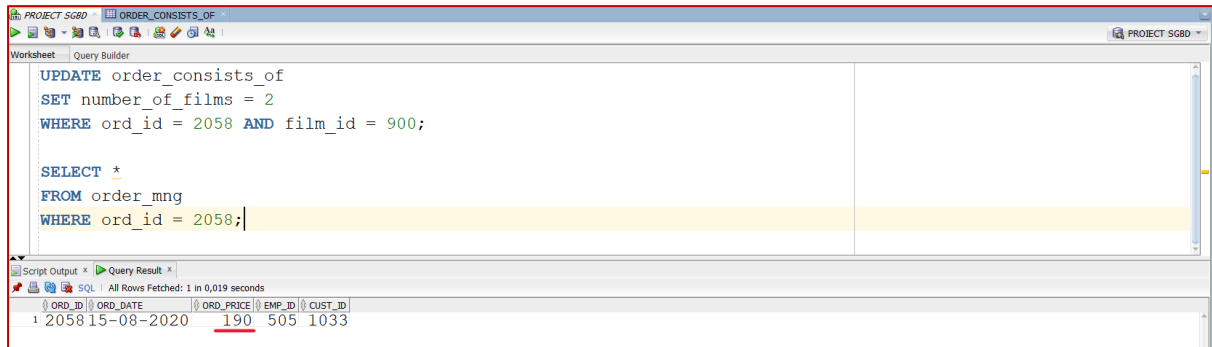 PROJECT SGBD × ORDER_CONSISTS_OF ×
PROJECT SGBD
Worksheet Query Builder
UPDATE order_consists_of
SET number_of_films = 2
WHERE ord_id = 2058 AND film_id = 900;
SELECT *
FROM order_mng
WHERE ord_id = 2058;
Script Output × Query Result ×
SQL | All Rows Fetched: 1 in 0,019 seconds
ORD_ID ORD_DATE ORD_PRICE EMP_ID CUST_ID
1 2058 15-08-2020 190 505 1033